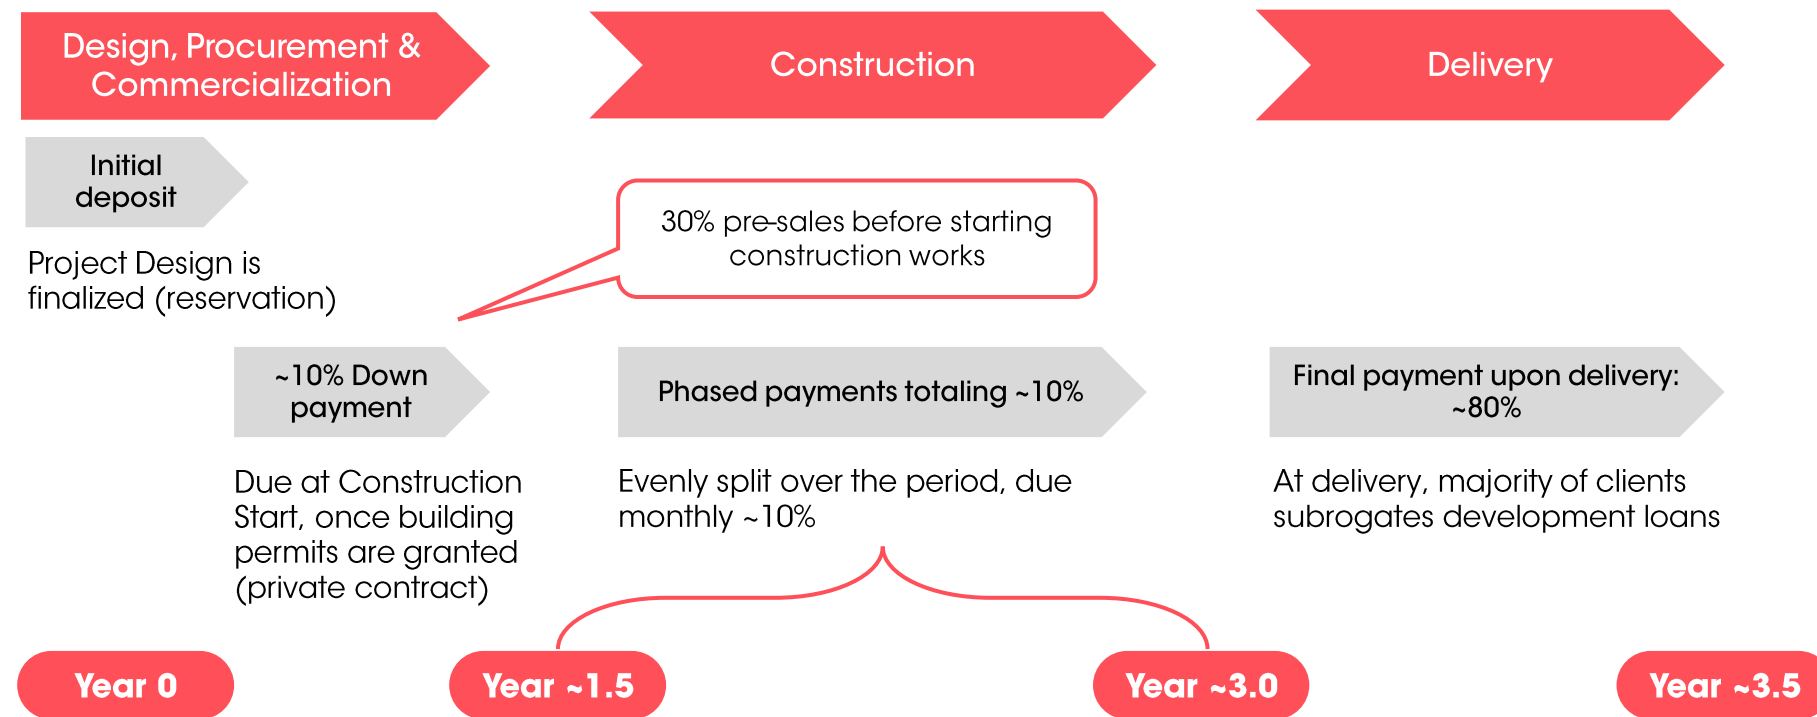 Design, Procurement &
Commercialization
Construction
Delivery
Initial
deposit
Project Design is
finalized (reservation)
30% pre-sales before starting
construction works
~10% Down
payment
Due at Construction
Start, once building
permits are granted
(private contract)
Phased payments totaling ~10%
Evenly split over the period, due
monthly ~10%
Final payment upon delivery:
~80%
At delivery, majority of clients
subrogates development loans
Year 0
Year ~1.5
Year ~3.0
Year ~3.5